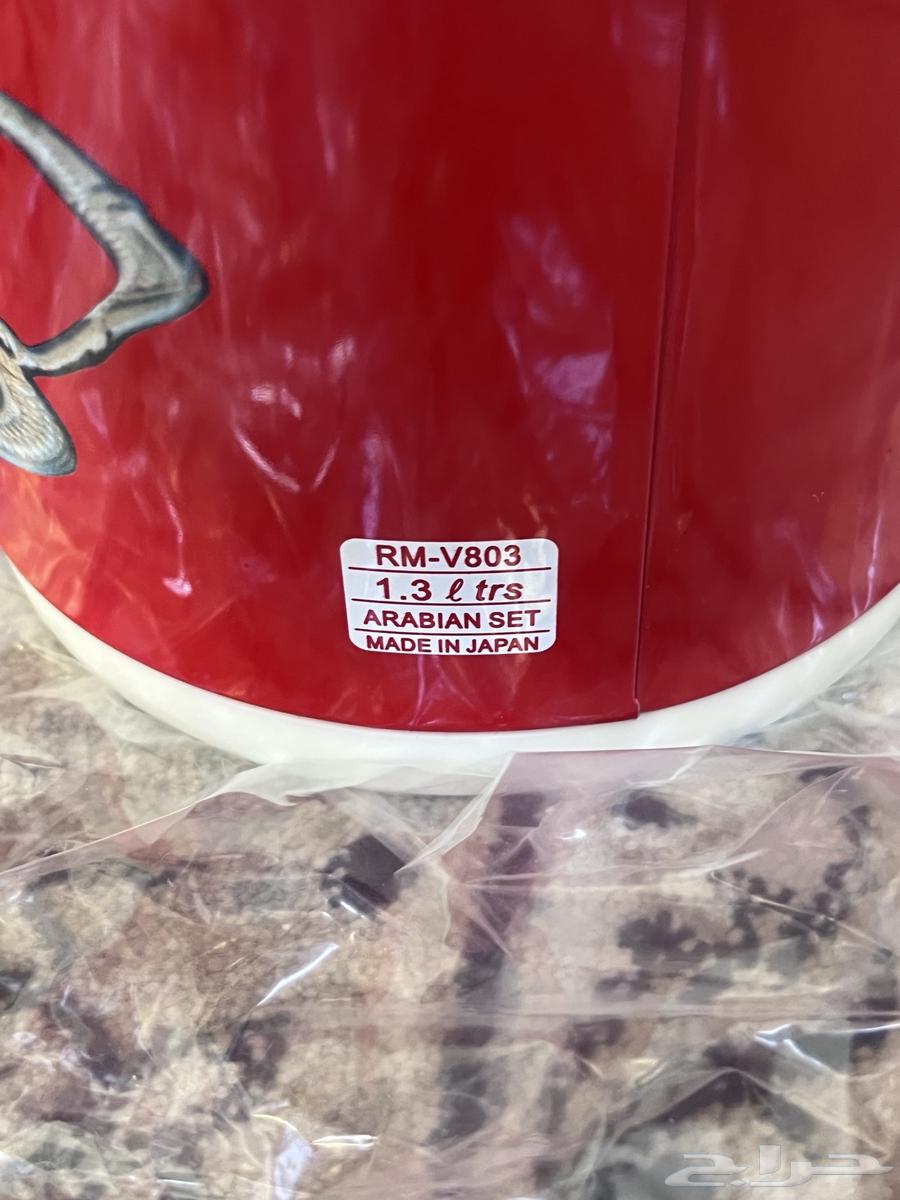 RM-V803
1.3 ℓ trs
ARABIAN SET
MADE IN JAPAN
حراج